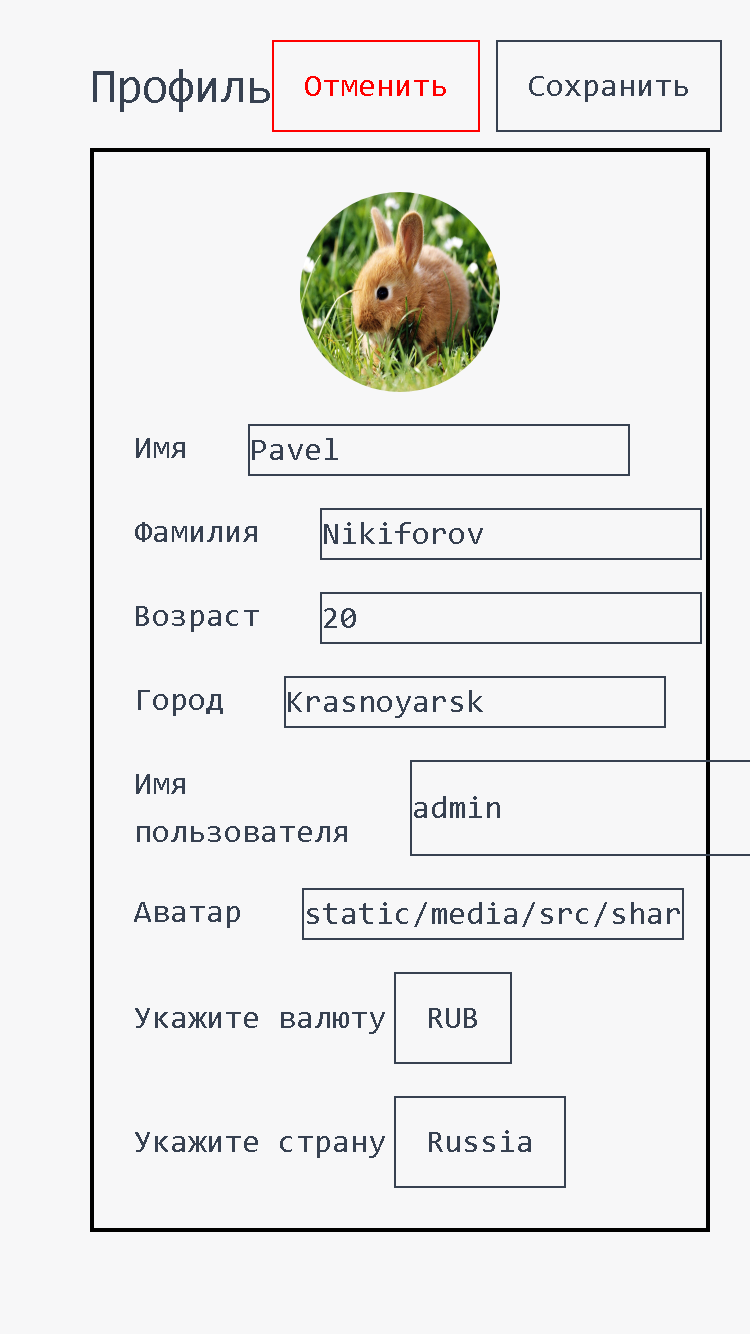 Профиль Отменить Сохранить
Имя Pavel
Фамилия Nikiforov
Возраст 20
Город Krasnoyarsk
Имя
пользователя admin
Аватар static/media/src/shar
Укажите валюту RUB
Укажите страну Russia